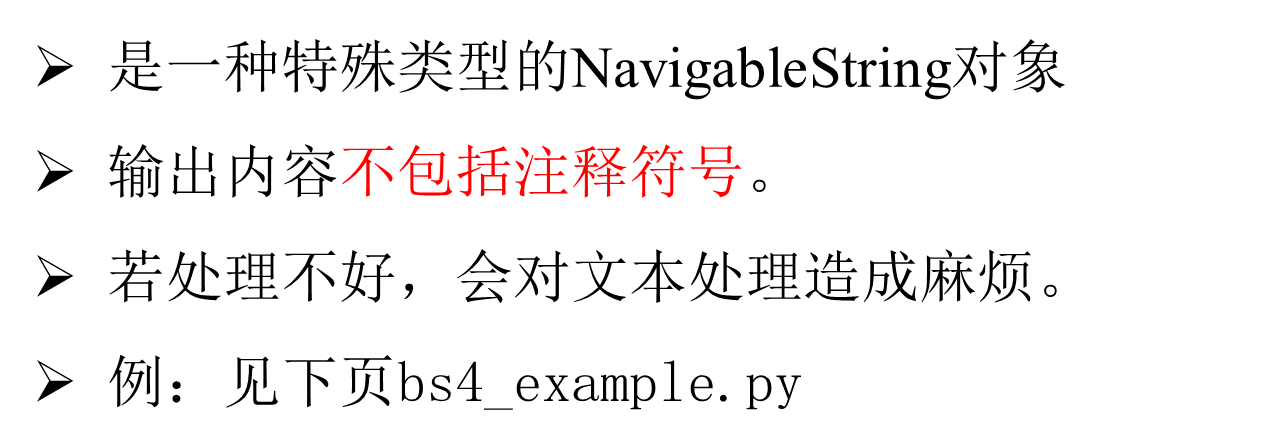 ➢ 是一种特殊类型的NavigableString对象
➢ 输出内容不包括注释符号。
➢ 若处理不好，会对文本处理造成麻烦。
➢ 例：见下页bs4_example.py